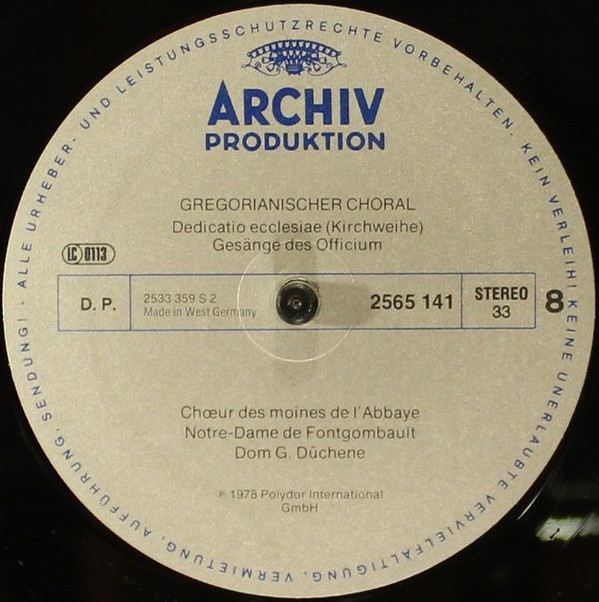 ALLE URHEBER- UND LEISTUNGSSCHUTZRECHTE VORBEHALTEN. KEIN VERLEIH! KEINE UNERLAUBTE VERVIELFÄLTIGUNG, VERMIETUNG, AUFFÜHRUNG, SENDUNG! ·
ARCHIV
PRODUKTION
GREGORIANISCHER CHORAL
Dedicatio ecclesiae (Kirchweihe)
Gesänge des Officium
LC 0113
D. P.
2533 359 S 2
Made in West Germany
2565 141
STEREO
33
8
Chœur des moines de l'Abbaye
Notre-Dame de Fontgombault
Dom G. Dûchene
℗ 1978 Polydor International
GmbH